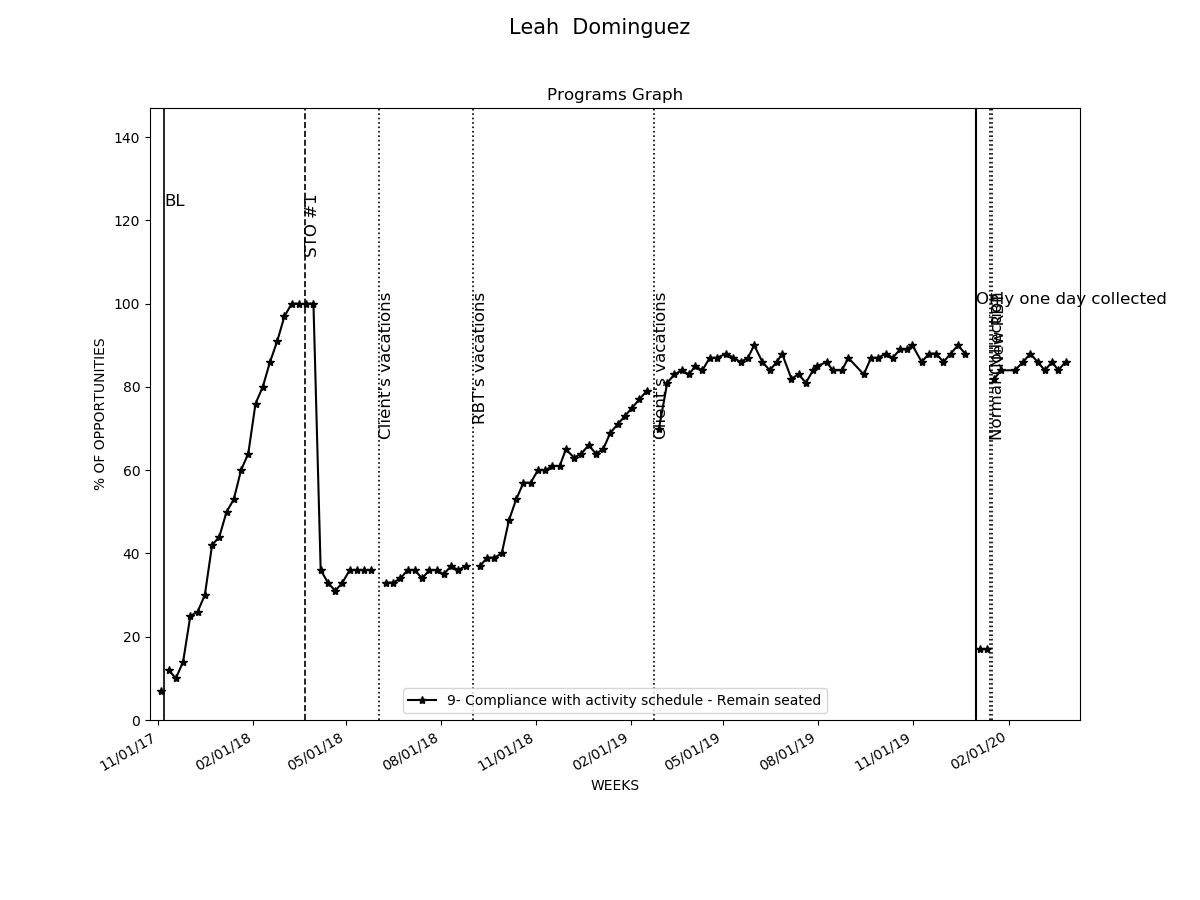 Leah  Dominguez
Programs Graph
140
120
100
80
60
40
20
0
% OF OPPORTUNITIES
BL
STO #1
Client's vacations
RBT's vacations
Client's vacations
Only one day collected
Normal
New RBT
9- Compliance with activity schedule - Remain seated
11/01/17
02/01/18
05/01/18
08/01/18
11/01/18
02/01/19
05/01/19
08/01/19
11/01/19
02/01/20
WEEKS